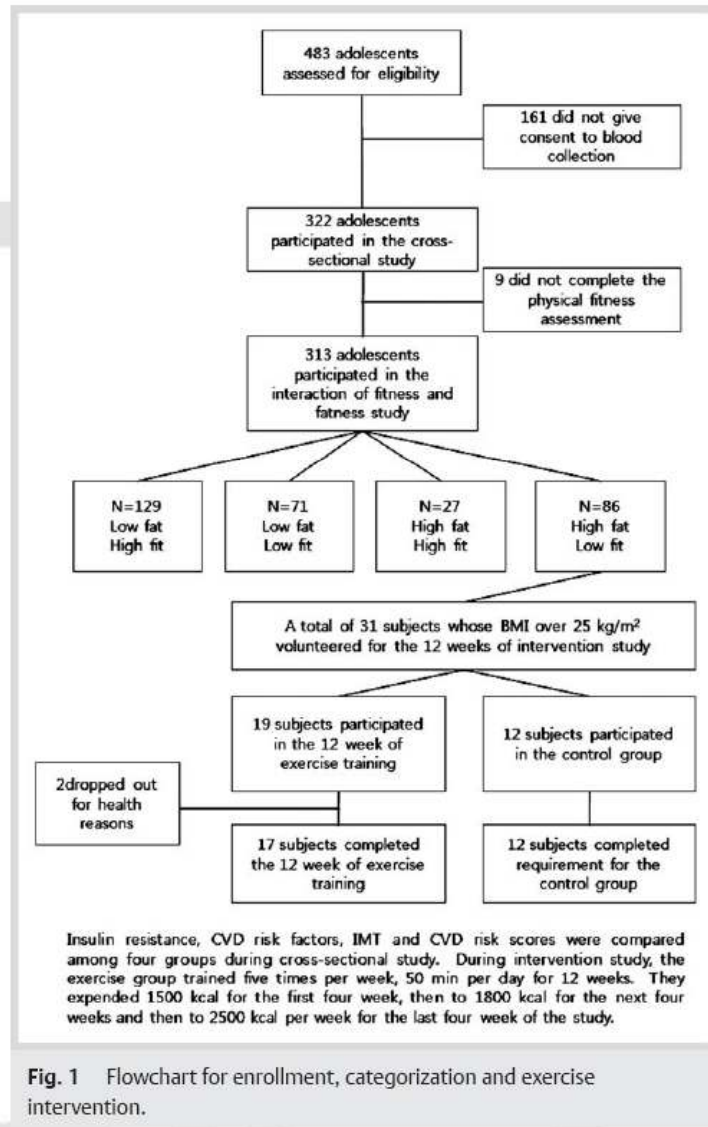 483 adolescents
assessed for eligibility
161 did not give
consent to blood
collection
322 adolescents
participated in the cross-
sectional study
9 did not complete the
physical fitness
assessment
313 adolescents
participated in the
interaction of fitness and
fatness study
N=129
Low fat
High fit
N=71
Low fat
Low fit
N=27
High fat
High fit
N=86
High fat
Low fit
A total of 31 subjects whose BMI over 25 kg/m²
volunteered for the 12 weeks of intervention study
19 subjects participated
in the 12 week of
exercise training
12 subjects participated
in the control group
2dropped out
for health
reasons
17 subjects completed
the 12 week of exercise
training
12 subjects completed
requirement for the
control group
Insulin resistance, CVD risk factors, IMT and CVD risk scores were compared
among four groups during cross-sectional study. During intervention study, the
exercise group trained five times per week, 50 min per day for 12 weeks. They
expended 1500 kcal for the first four week, then to 1800 kcal for the next four
weeks and then to 2500 kcal per week for the last four week of the study.
Fig. 1 Flowchart for enrollment, categorization and exercise
intervention.